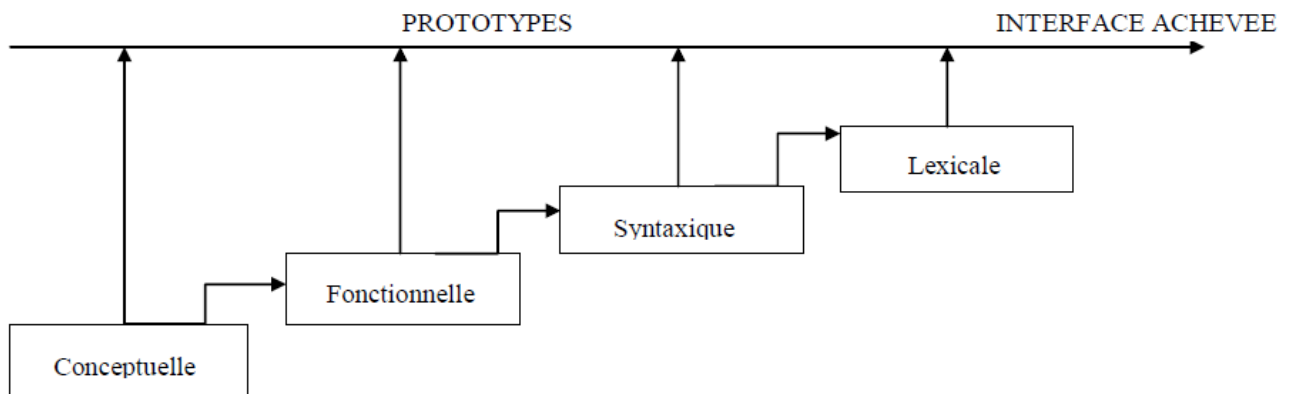 PROTOTYPES
INTERFACE ACHEVEE
Lexicale
Syntaxique
Fonctionnelle
Conceptuelle